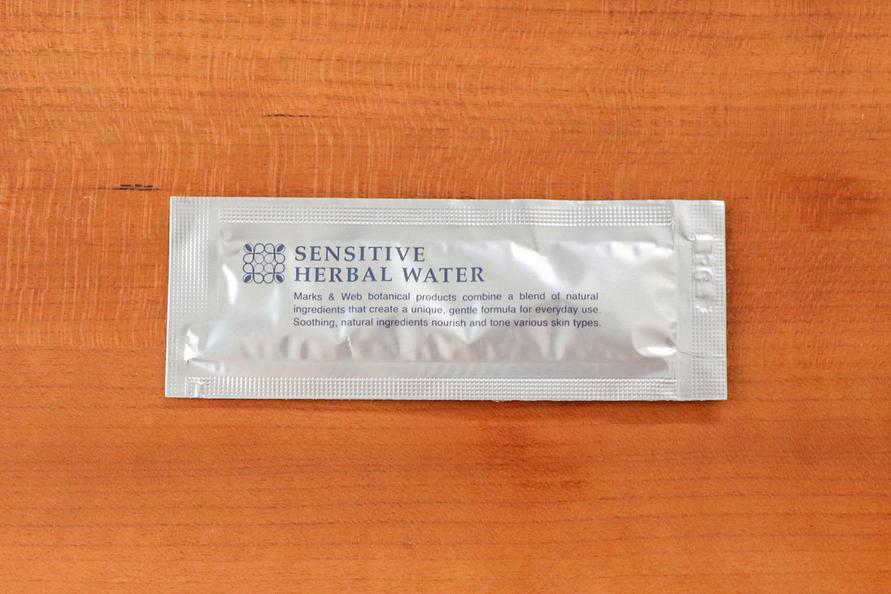 SENSITIVE
HERBAL WATER
Marks & Web botanical products combine a blend of natural
ingredients that create a unique, gentle formula for everyday use.
Soothing, natural ingredients nourish and tone various skin types.